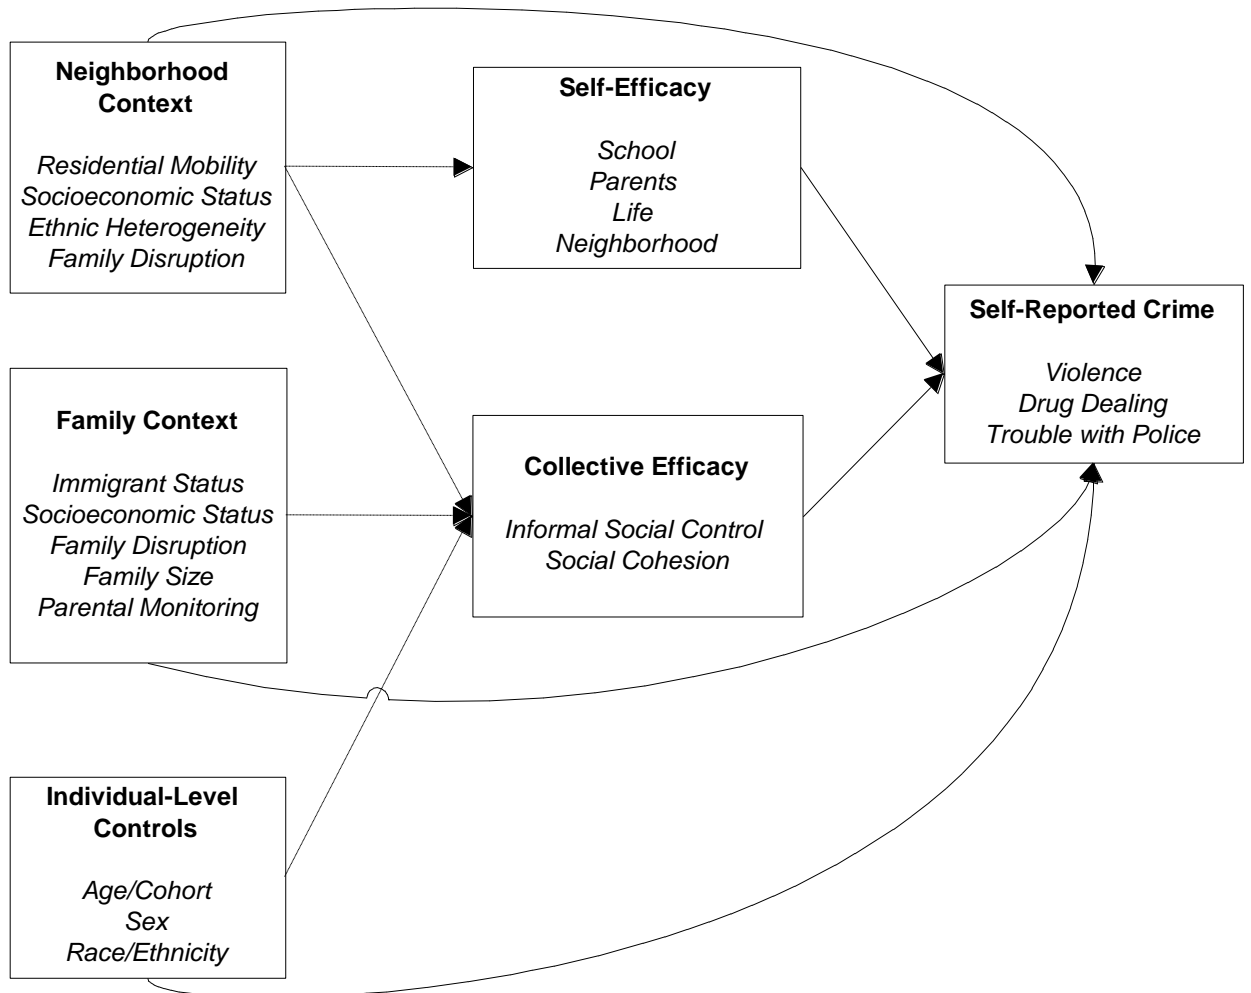 Neighborhood
Context
Residential Mobility
Socioeconomic Status
Ethnic Heterogeneity
Family Disruption
Self-Efficacy
School
Parents
Life
Neighborhood
Self-Reported Crime
Violence
Drug Dealing
Trouble with Police
Family Context
Immigrant Status
Socioeconomic Status
Family Disruption
Family Size
Parental Monitoring
Collective Efficacy
Informal Social Control
Social Cohesion
Individual-Level
Controls
Age/Cohort
Sex
Race/Ethnicity